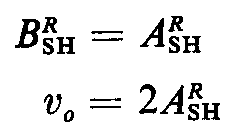 B^R_SH = A^R_SH
v_o = 2A^R_SH